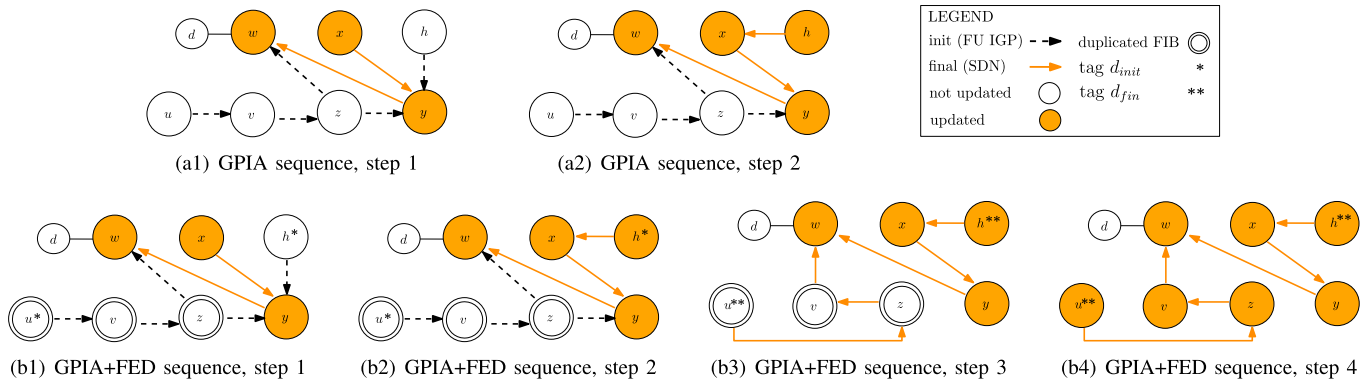 d w x h
u v z y
(a1) GPIA sequence, step 1
d w x h
u v z y
(a2) GPIA sequence, step 2
LEGEND
init (FU IGP) duplicated FIB
final (SDN) tag d_init *
not updated tag d_fin **
updated
d w x h*
u* v z y
(b1) GPIA+FED sequence, step 1
d w x h*
u* v z y
(b2) GPIA+FED sequence, step 2
d w x h**
u** v z y
(b3) GPIA+FED sequence, step 3
d w x h**
u** v z y
(b4) GPIA+FED sequence, step 4